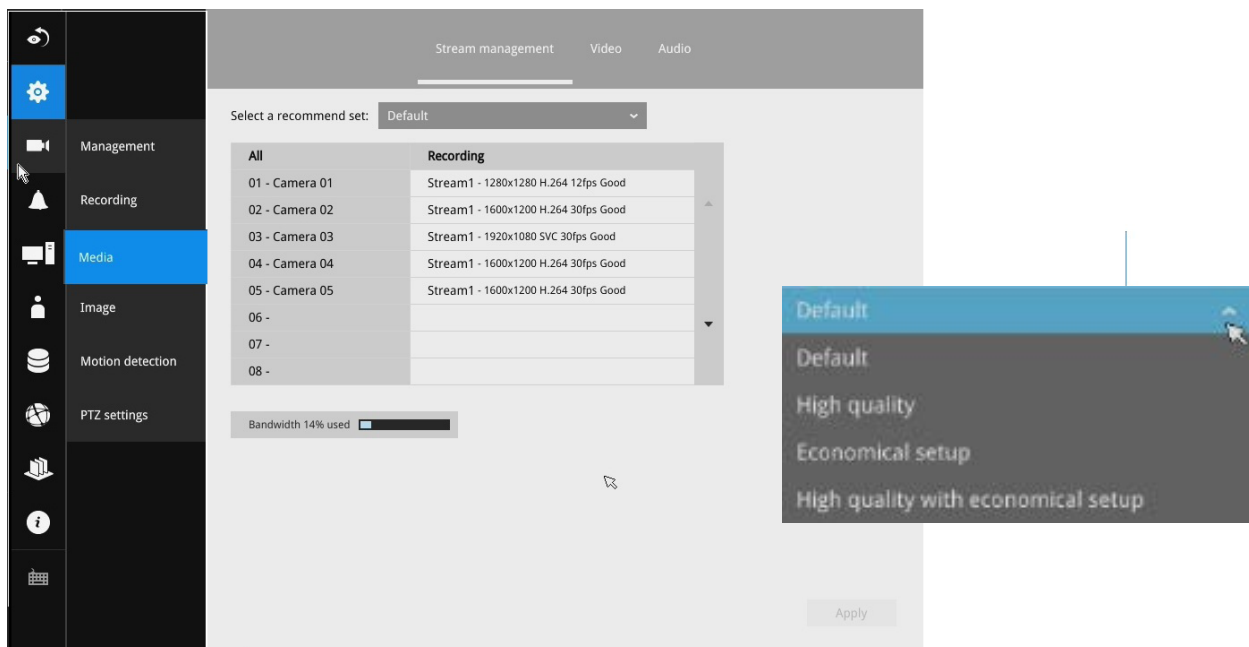 Stream management Video Audio
Select a recommend set: Default
Management
Recording
Media
Image
Motion detection
PTZ settings
All Recording
01 - Camera 01 Stream1 - 1280x1280 H.264 12fps Good
02 - Camera 02 Stream1 - 1600x1200 H.264 30fps Good
03 - Camera 03 Stream1 - 1920x1080 SVC 30fps Good
04 - Camera 04 Stream1 - 1600x1200 H.264 30fps Good
05 - Camera 05 Stream1 - 1600x1200 H.264 30fps Good
06 -
07 -
08 -
Bandwidth 14% used
Default
Default
High quality
Economical setup
High quality with economical setup
i
Apply